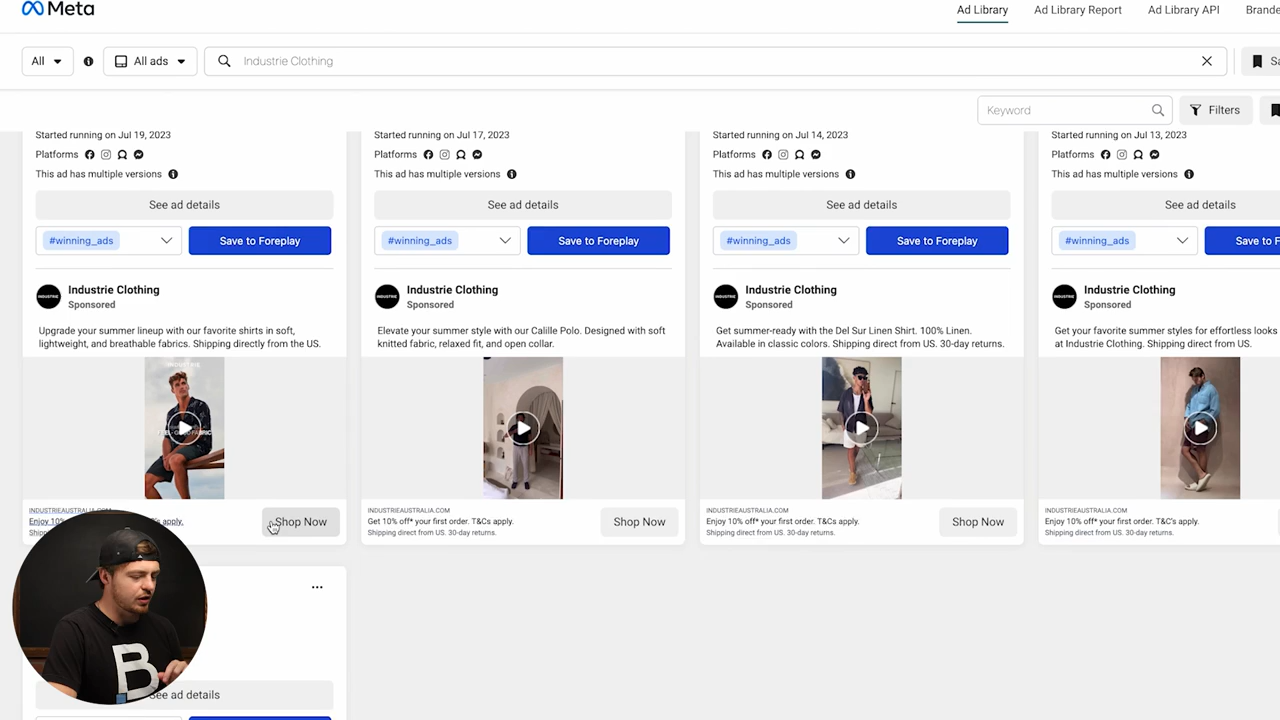 Meta
Ad Library
Ad Library Report
Ad Library API
All
All ads
Industrie Clothing
Keyword
Filters
Started running on Jul 19, 2023
Platforms
This ad has multiple versions
See ad details
#winning_ads
Save to Foreplay
Industrie Clothing
Sponsored
Upgrade your summer lineup with our favorite shirts in soft,
lightweight, and breathable fabrics. Shipping directly from the US.
INDUSTRIEAUSTRALIA.COM
Enjoy 10%
apply.
Shop Now
Started running on Jul 17, 2023
Platforms
This ad has multiple versions
See ad details
#winning_ads
Save to Foreplay
Industrie Clothing
Sponsored
Elevate your summer style with our Calille Polo. Designed with soft
knitted fabric, relaxed fit, and open collar.
INDUSTRIEAUSTRALIA.COM
Get 10% off* your first order. T&Cs apply.
Shipping direct from US. 30-day returns.
Shop Now
Started running on Jul 14, 2023
Platforms
This ad has multiple versions
See ad details
#winning_ads
Save to Foreplay
Industrie Clothing
Sponsored
Get summer-ready with the Del Sur Linen Shirt. 100% Linen.
Available in classic colors. Shipping direct from US. 30-day returns.
INDUSTRIEAUSTRALIA.COM
Enjoy 10% off* your first order. T&Cs apply.
Shipping direct from US. 30-day returns.
Shop Now
Started running on Jul 13, 2023
Platforms
This ad has multiple versions
See ad details
#winning_ads
Save to
Industrie Clothing
Sponsored
Get your favorite summer styles for effortless looks
at Industrie Clothing. Shipping direct from US.
INDUSTRIEAUSTRALIA.COM
Enjoy 10% off* your first order. T&C's apply.
Shipping direct from US. 30-day returns.
See ad details
B